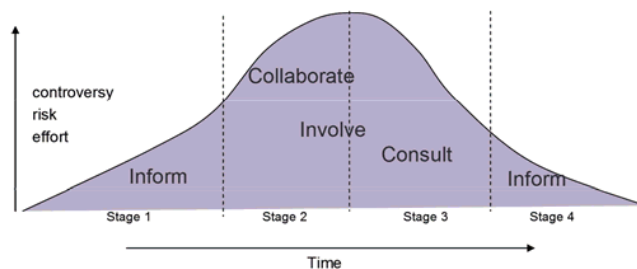 controversy
risk
effort
Collaborate
Involve
Consult
Inform
Inform
Stage 1
Stage 2
Stage 3
Stage 4
Time